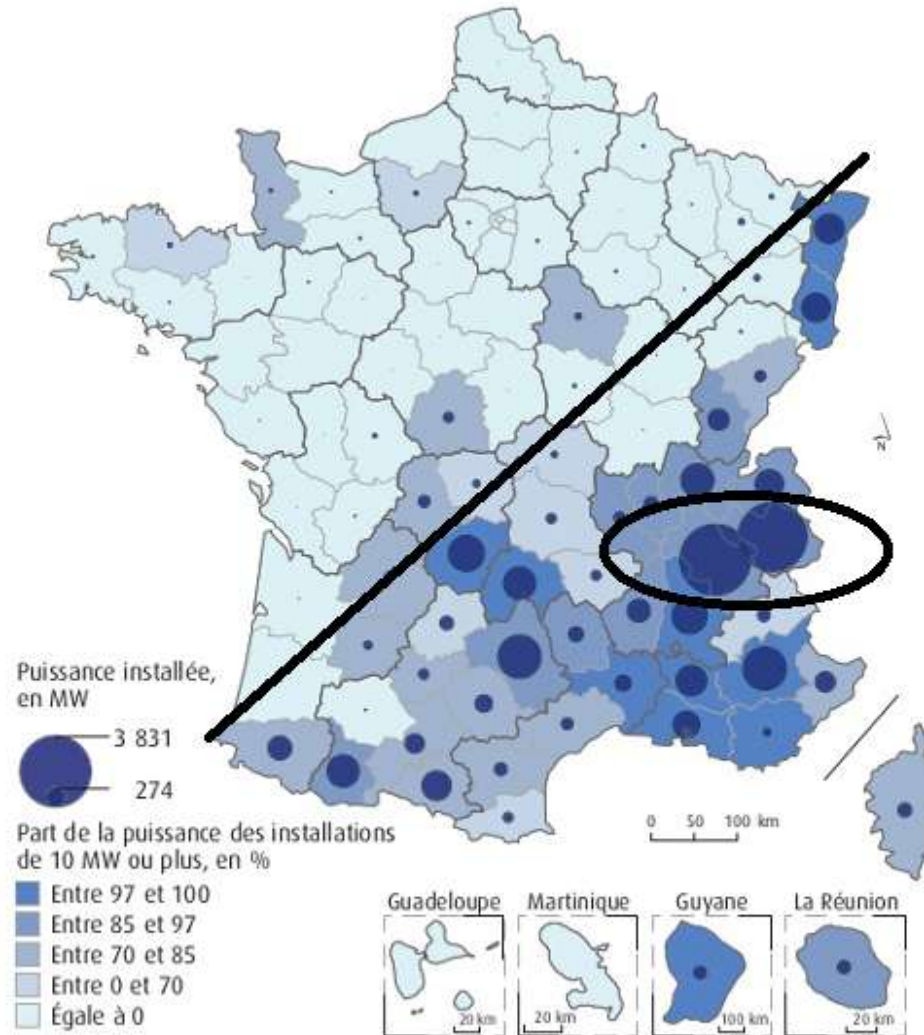 N
Puissance installée,
en MW
3 831
274
Part de la puissance des installations
de 10 MW ou plus, en %
Entre 97 et 100
Entre 85 et 97
Entre 70 et 85
Entre 0 et 70
Égale à 0
0 50 100 km
Guadeloupe
20 km
Martinique
20 km
Guyane
100 km
La Réunion
20 km